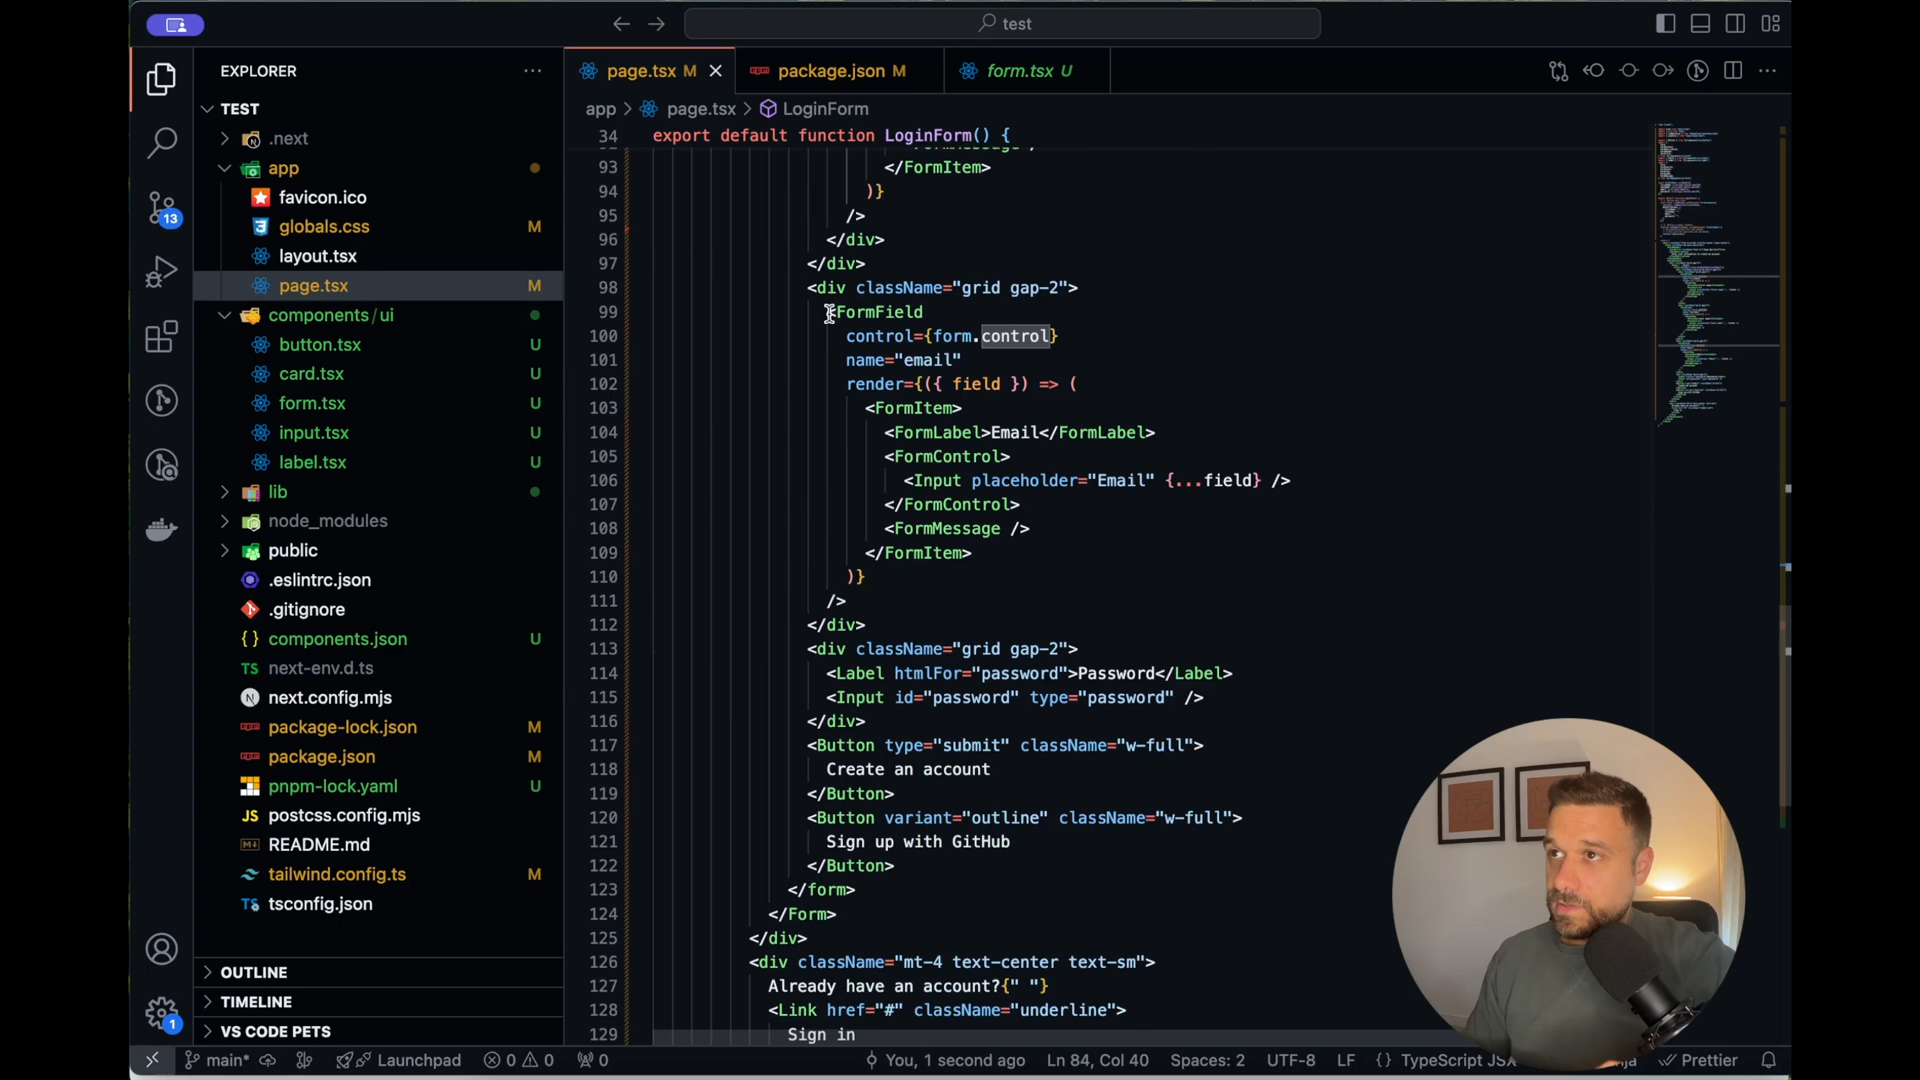 test
EXPLORER
TEST
.next
app
favicon.ico
globals.css M
layout.tsx
page.tsx M
components/ui
button.tsx U
card.tsx U
form.tsx U
input.tsx U
label.tsx U
lib
node_modules
public
.eslintrc.json
.gitignore
components.json U
next-env.d.ts
next.config.mjs
package-lock.json M
package.json M
pnpm-lock.yaml U
postcss.config.mjs
README.md
tailwind.config.ts M
tsconfig.json
OUTLINE
TIMELINE
VS CODE PETS
13
1
page.tsx M
package.json M
form.tsx U
app > page.tsx > LoginForm
34 export default function LoginForm() {
93 </FormItem>
94 )}
95 />
96 </div>
97 </div>
98 <div className="grid gap-2">
99 <FormField
100 control={form.control}
101 name="email"
102 render={({ field }) => (
103 <FormItem>
104 <FormLabel>Email</FormLabel>
105 <FormControl>
106 <Input placeholder="Email" {...field} />
107 </FormControl>
108 <FormMessage />
109 </FormItem>
110 )}
111 />
112 </div>
113 <div className="grid gap-2">
114 <Label htmlFor="password">Password</Label>
115 <Input id="password" type="password" />
116 </div>
117 <Button type="submit" className="w-full">
118 Create an account
119 </Button>
120 <Button variant="outline" className="w-full">
121 Sign up with GitHub
122 </Button>
123 </form>
124 </Form>
125 </div>
126 <div className="mt-4 text-center text-sm">
127 Already have an account?{" "}
128 <Link href="#" className="underline">
129 Sign in
main* Launchpad 0 0 0 You, 1 second ago Ln 84, Col 40 Spaces: 2 UTF-8 LF {} TypeScript JSX Prettier